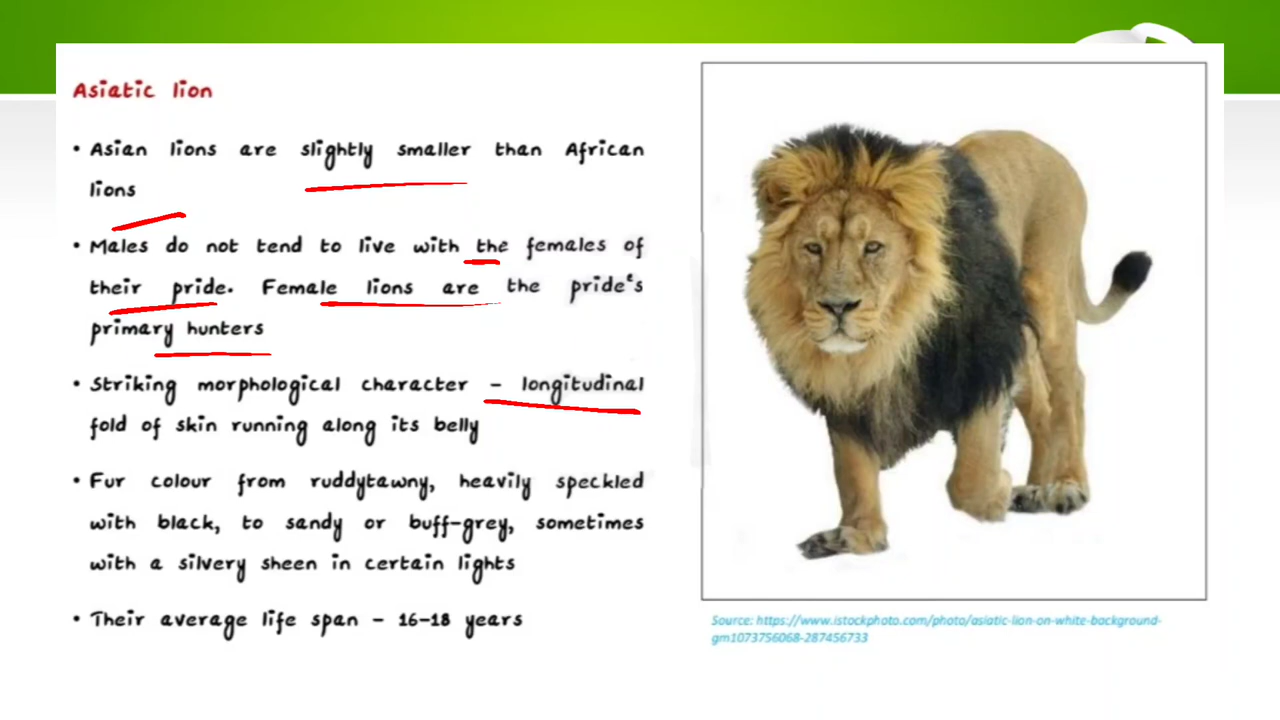 Asiatic lion
• Asian lions are slightly smaller than African
lions
• Males do not tend to live with the females of
their pride. Female lions are the pride's
primary hunters
• Striking morphological character - longitudinal
fold of skin running along its belly
• Fur colour from ruddytawny, heavily speckled
with black, to sandy or buff-grey, sometimes
with a silvery sheen in certain lights
• Their average life span - 16-18 years
Source: https://www.istockphoto.com/photo/asiatic-lion-on-white-background-
gm1073756068-287456733